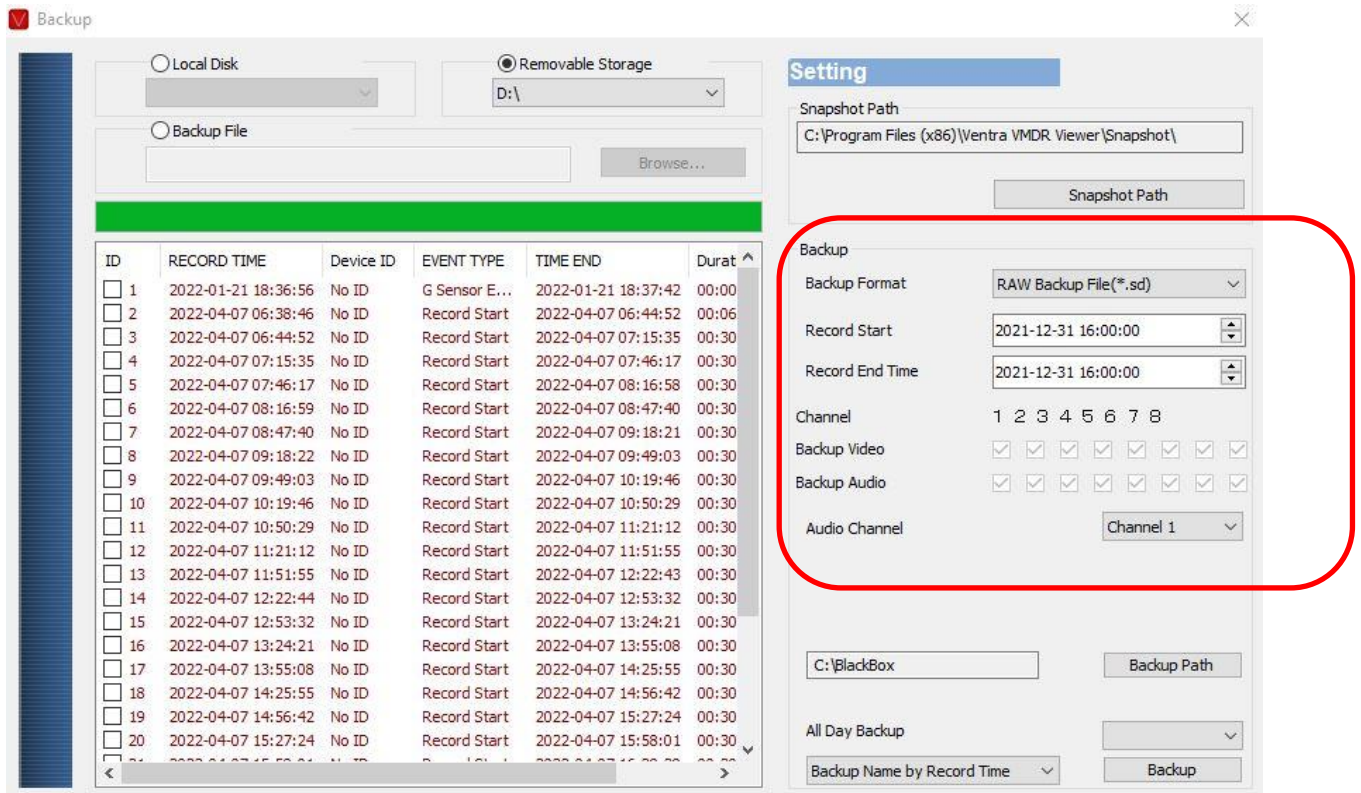 Backup
Local Disk
Removable Storage
D:\
Backup File
Browse...
Setting
Snapshot Path
C:\Program Files (x86)\Ventra VMDR Viewer\Snapshot\
Snapshot Path
ID RECORD TIME Device ID EVENT TYPE TIME END Durat
1 2022-01-21 18:36:56 No ID G Sensor E... 2022-01-21 18:37:42 00:00
2 2022-04-07 06:38:46 No ID Record Start 2022-04-07 06:44:52 00:06
3 2022-04-07 06:44:52 No ID Record Start 2022-04-07 07:15:35 00:30
4 2022-04-07 07:15:35 No ID Record Start 2022-04-07 07:46:17 00:30
5 2022-04-07 07:46:17 No ID Record Start 2022-04-07 08:16:58 00:30
6 2022-04-07 08:16:59 No ID Record Start 2022-04-07 08:47:40 00:30
7 2022-04-07 08:47:40 No ID Record Start 2022-04-07 09:18:21 00:30
8 2022-04-07 09:18:22 No ID Record Start 2022-04-07 09:49:03 00:30
9 2022-04-07 09:49:03 No ID Record Start 2022-04-07 10:19:46 00:30
10 2022-04-07 10:19:46 No ID Record Start 2022-04-07 10:50:29 00:30
11 2022-04-07 10:50:29 No ID Record Start 2022-04-07 11:21:12 00:30
12 2022-04-07 11:21:12 No ID Record Start 2022-04-07 11:51:55 00:30
13 2022-04-07 11:51:55 No ID Record Start 2022-04-07 12:22:43 00:30
14 2022-04-07 12:22:44 No ID Record Start 2022-04-07 12:53:32 00:30
15 2022-04-07 12:53:32 No ID Record Start 2022-04-07 13:24:21 00:30
16 2022-04-07 13:24:21 No ID Record Start 2022-04-07 13:55:08 00:30
17 2022-04-07 13:55:08 No ID Record Start 2022-04-07 14:25:55 00:30
18 2022-04-07 14:25:55 No ID Record Start 2022-04-07 14:56:42 00:30
19 2022-04-07 14:56:42 No ID Record Start 2022-04-07 15:27:24 00:30
20 2022-04-07 15:27:24 No ID Record Start 2022-04-07 15:58:01 00:30
Backup
Backup Format RAW Backup File(*.sd)
Record Start 2021-12-31 16:00:00
Record End Time 2021-12-31 16:00:00
Channel 1 2 3 4 5 6 7 8
Backup Video
Backup Audio
Audio Channel Channel 1
C:\BlackBox Backup Path
All Day Backup
Backup Name by Record Time Backup